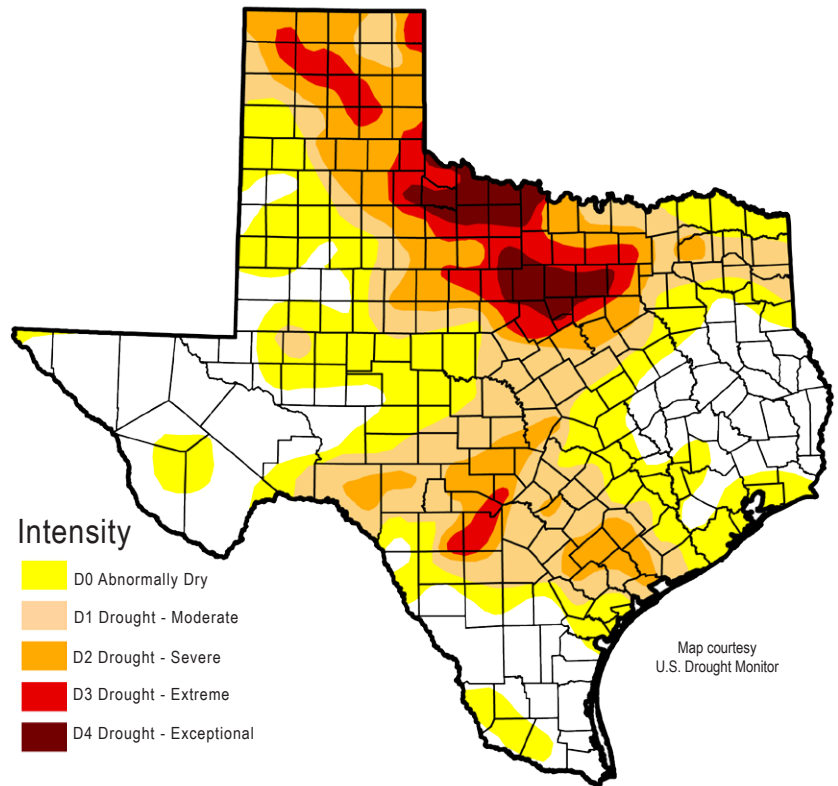 Intensity
D0 Abnormally Dry
D1 Drought - Moderate
D2 Drought - Severe
D3 Drought - Extreme
D4 Drought - Exceptional
Map courtesy
U.S. Drought Monitor